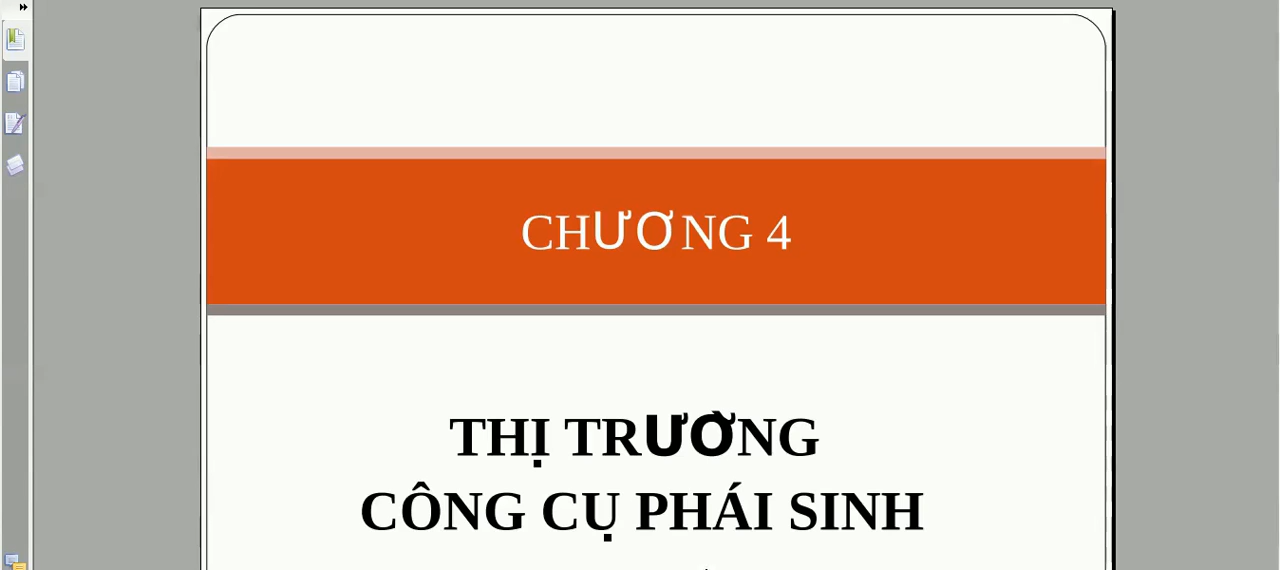 CHƯƠNG 4
THỊ TRƯỜNG
CÔNG CỤ PHÁI SINH